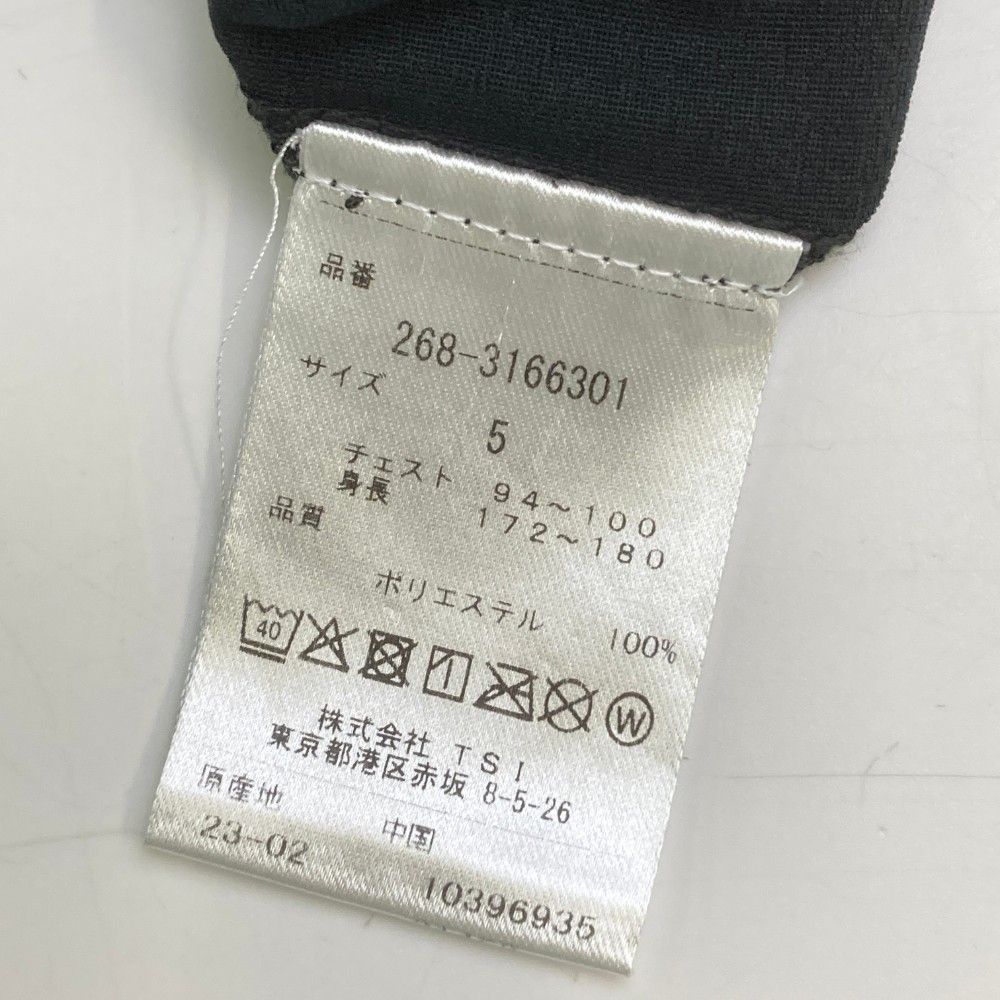 品番
268-3166301
サイズ
5
チェスト 94～100
身長 172～180
品質
ポリエステル 100%
40
W
株式会社 TSI
東京都港区赤坂 8-5-26
原産地
中国
23-02
10396935